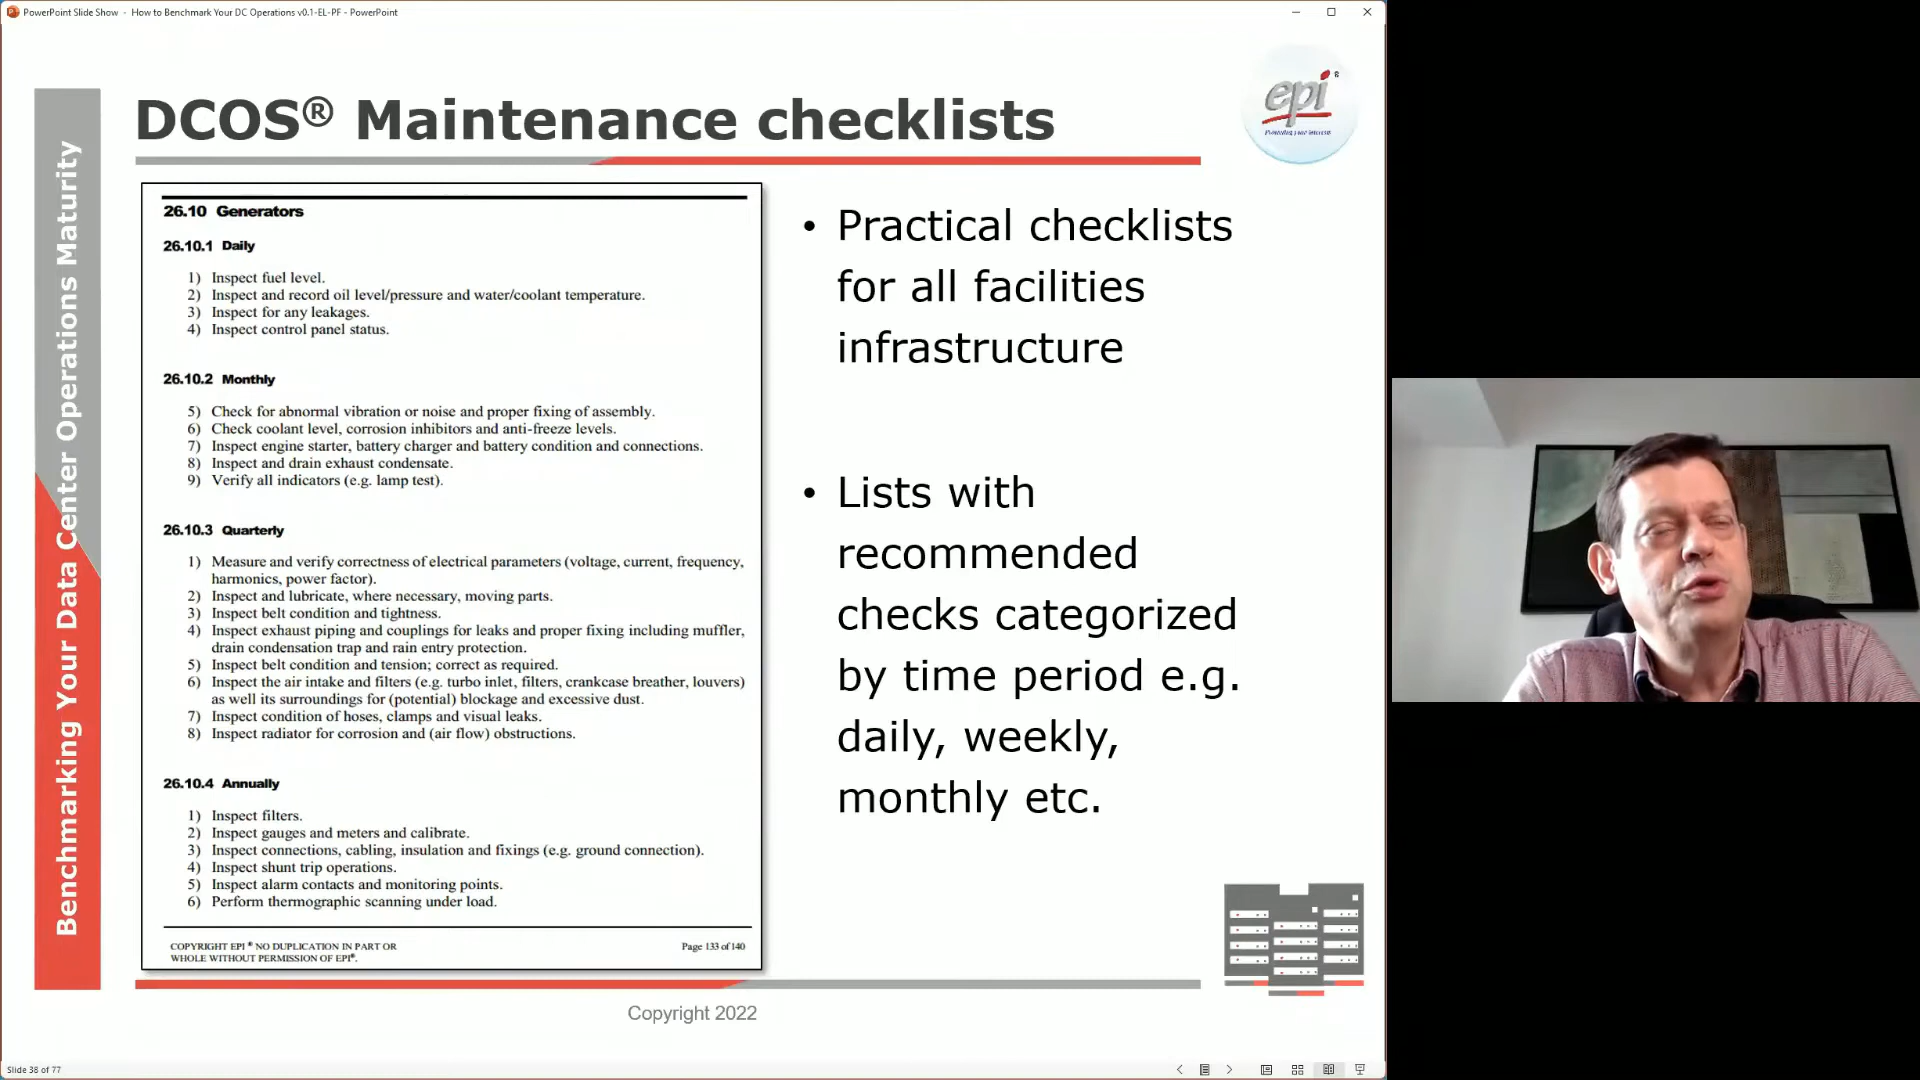 PowerPoint Slide Show - How to Benchmark Your DC Operations v0.1-EL-PF - PowerPoint
DCOS® Maintenance checklists
epi®
Benchmarking Your Data Center Operations Maturity
26.10 Generators
26.10.1 Daily
1) Inspect fuel level.
2) Inspect and record oil level/pressure and water/coolant temperature.
3) Inspect for any leakages.
4) Inspect control panel status.
26.10.2 Monthly
5) Check for abnormal vibration or noise and proper fixing of assembly.
6) Check coolant level, corrosion inhibitors and anti-freeze levels.
7) Inspect engine starter, battery charger and battery condition and connections.
8) Inspect and drain exhaust condensate.
9) Verify all indicators (e.g. lamp test).
26.10.3 Quarterly
1) Measure and verify correctness of electrical parameters (voltage, current, frequency,
harmonics, power factor).
2) Inspect and lubricate, where necessary, moving parts.
3) Inspect belt condition and tightness.
4) Inspect exhaust piping and couplings for leaks and proper fixing including muffler,
drain condensation trap and rain entry protection.
5) Inspect belt condition and tension; correct as required.
6) Inspect the air intake and filters (e.g. turbo inlet, filters, crankcase breather, louvers)
as well its surroundings for (potential) blockage and excessive dust.
7) Inspect condition of hoses, clamps and visual leaks.
8) Inspect radiator for corrosion and (air flow) obstructions.
26.10.4 Annually
1) Inspect filters.
2) Inspect gauges and meters and calibrate.
3) Inspect connections, cabling, insulation and fixings (e.g. ground connection).
4) Inspect shunt trip operations.
5) Inspect alarm contacts and monitoring points.
6) Perform thermographic scanning under load.
COPYRIGHT EPI ® NO DUPLICATION IN PART OR
WHOLE WITHOUT PERMISSION OF EPI®.
Page 133 of 140
• Practical checklists
for all facilities
infrastructure
• Lists with
recommended
checks categorized
by time period e.g.
daily, weekly,
monthly etc.
Copyright 2022
Slide 38 of 77